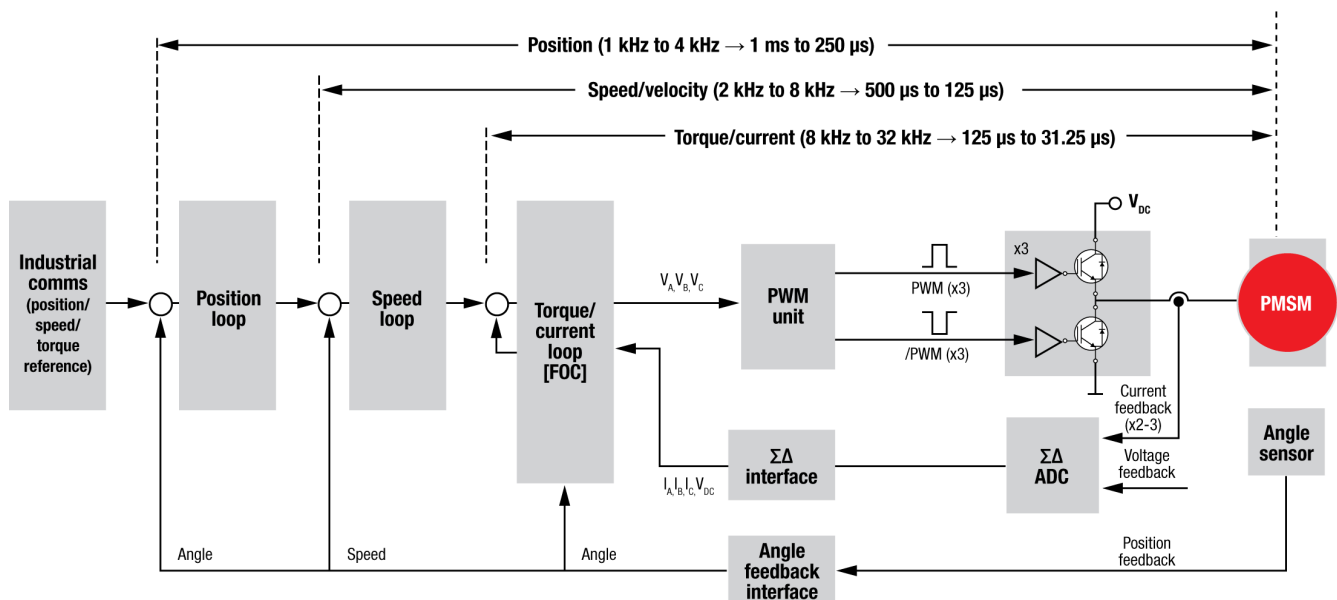 Position (1 kHz to 4 kHz → 1 ms to 250 µs)
Speed/velocity (2 kHz to 8 kHz → 500 µs to 125 µs)
Torque/current (8 kHz to 32 kHz → 125 µs to 31.25 µs)
Industrial
comms
(position/
speed/
torque
reference)
Position
loop
Speed
loop
Torque/
current
loop
[FOC]
V_A,V_B,V_C
PWM
unit
PWM (x3)
/PWM (x3)
x3
V_DC
PMSM
Current
feedback
(x2-3)
Voltage
feedback
ΣΔ
ADC
ΣΔ
interface
I_A,I_B,I_C,V_DC
Angle
sensor
Position
feedback
Angle
feedback
interface
Angle
Speed
Angle